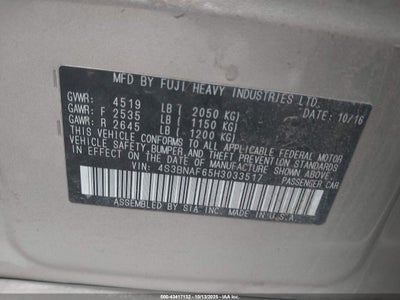 MFD BY FUJI HEAVY INDUSTRIES LTD.
DATE: 10/16
GVWR: 4519 LB ( 2050 KG)
GAWR: F 2535 LB ( 1150 KG)
GAWR: R 2645 LB ( 1200 KG)
THIS VEHICLE CONFORMS TO ALL APPLICABLE FEDERAL MOTOR
VEHICLE SAFETY, BUMPER, AND THEFT PREVENTION STANDARDS
IN EFFECT ON THE DATE OF MANUFACTURE SHOWN ABOVE.
VIN: 4S3BNAF65H3033517 PASSENGER CAR
ASSEMBLED BY SIA INC. MADE IN U.S.A
000-43417132 - 10/13/2025 - 00:17